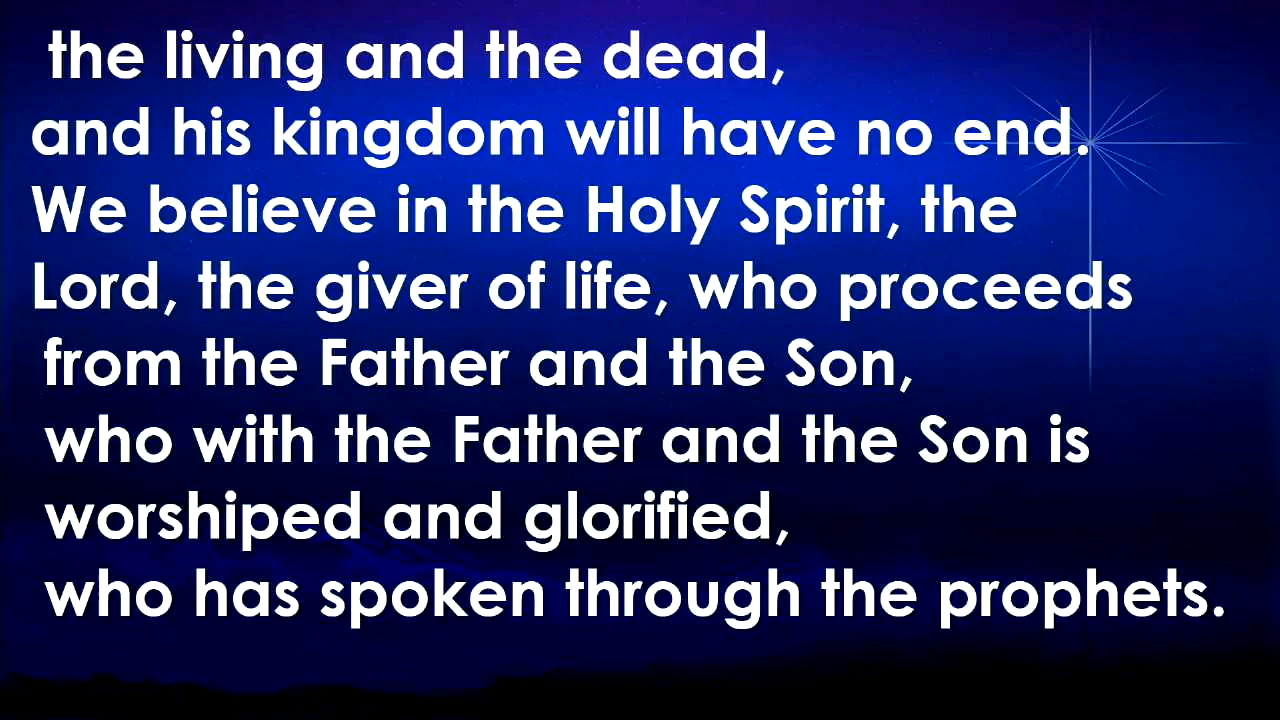 the living and the dead,
and his kingdom will have no end.
We believe in the Holy Spirit, the
Lord, the giver of life, who proceeds
from the Father and the Son,
who with the Father and the Son is
worshiped and glorified,
who has spoken through the prophets.